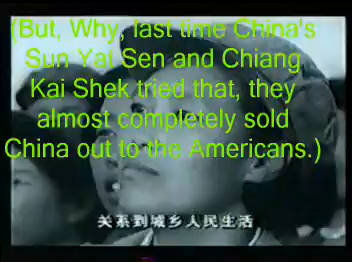 (But, Why, last time China's
Sun Yat Sen and Chiang
Kai Shek tried that, they
almost completely sold
China out to the Americans.)
关系到城乡人民生活